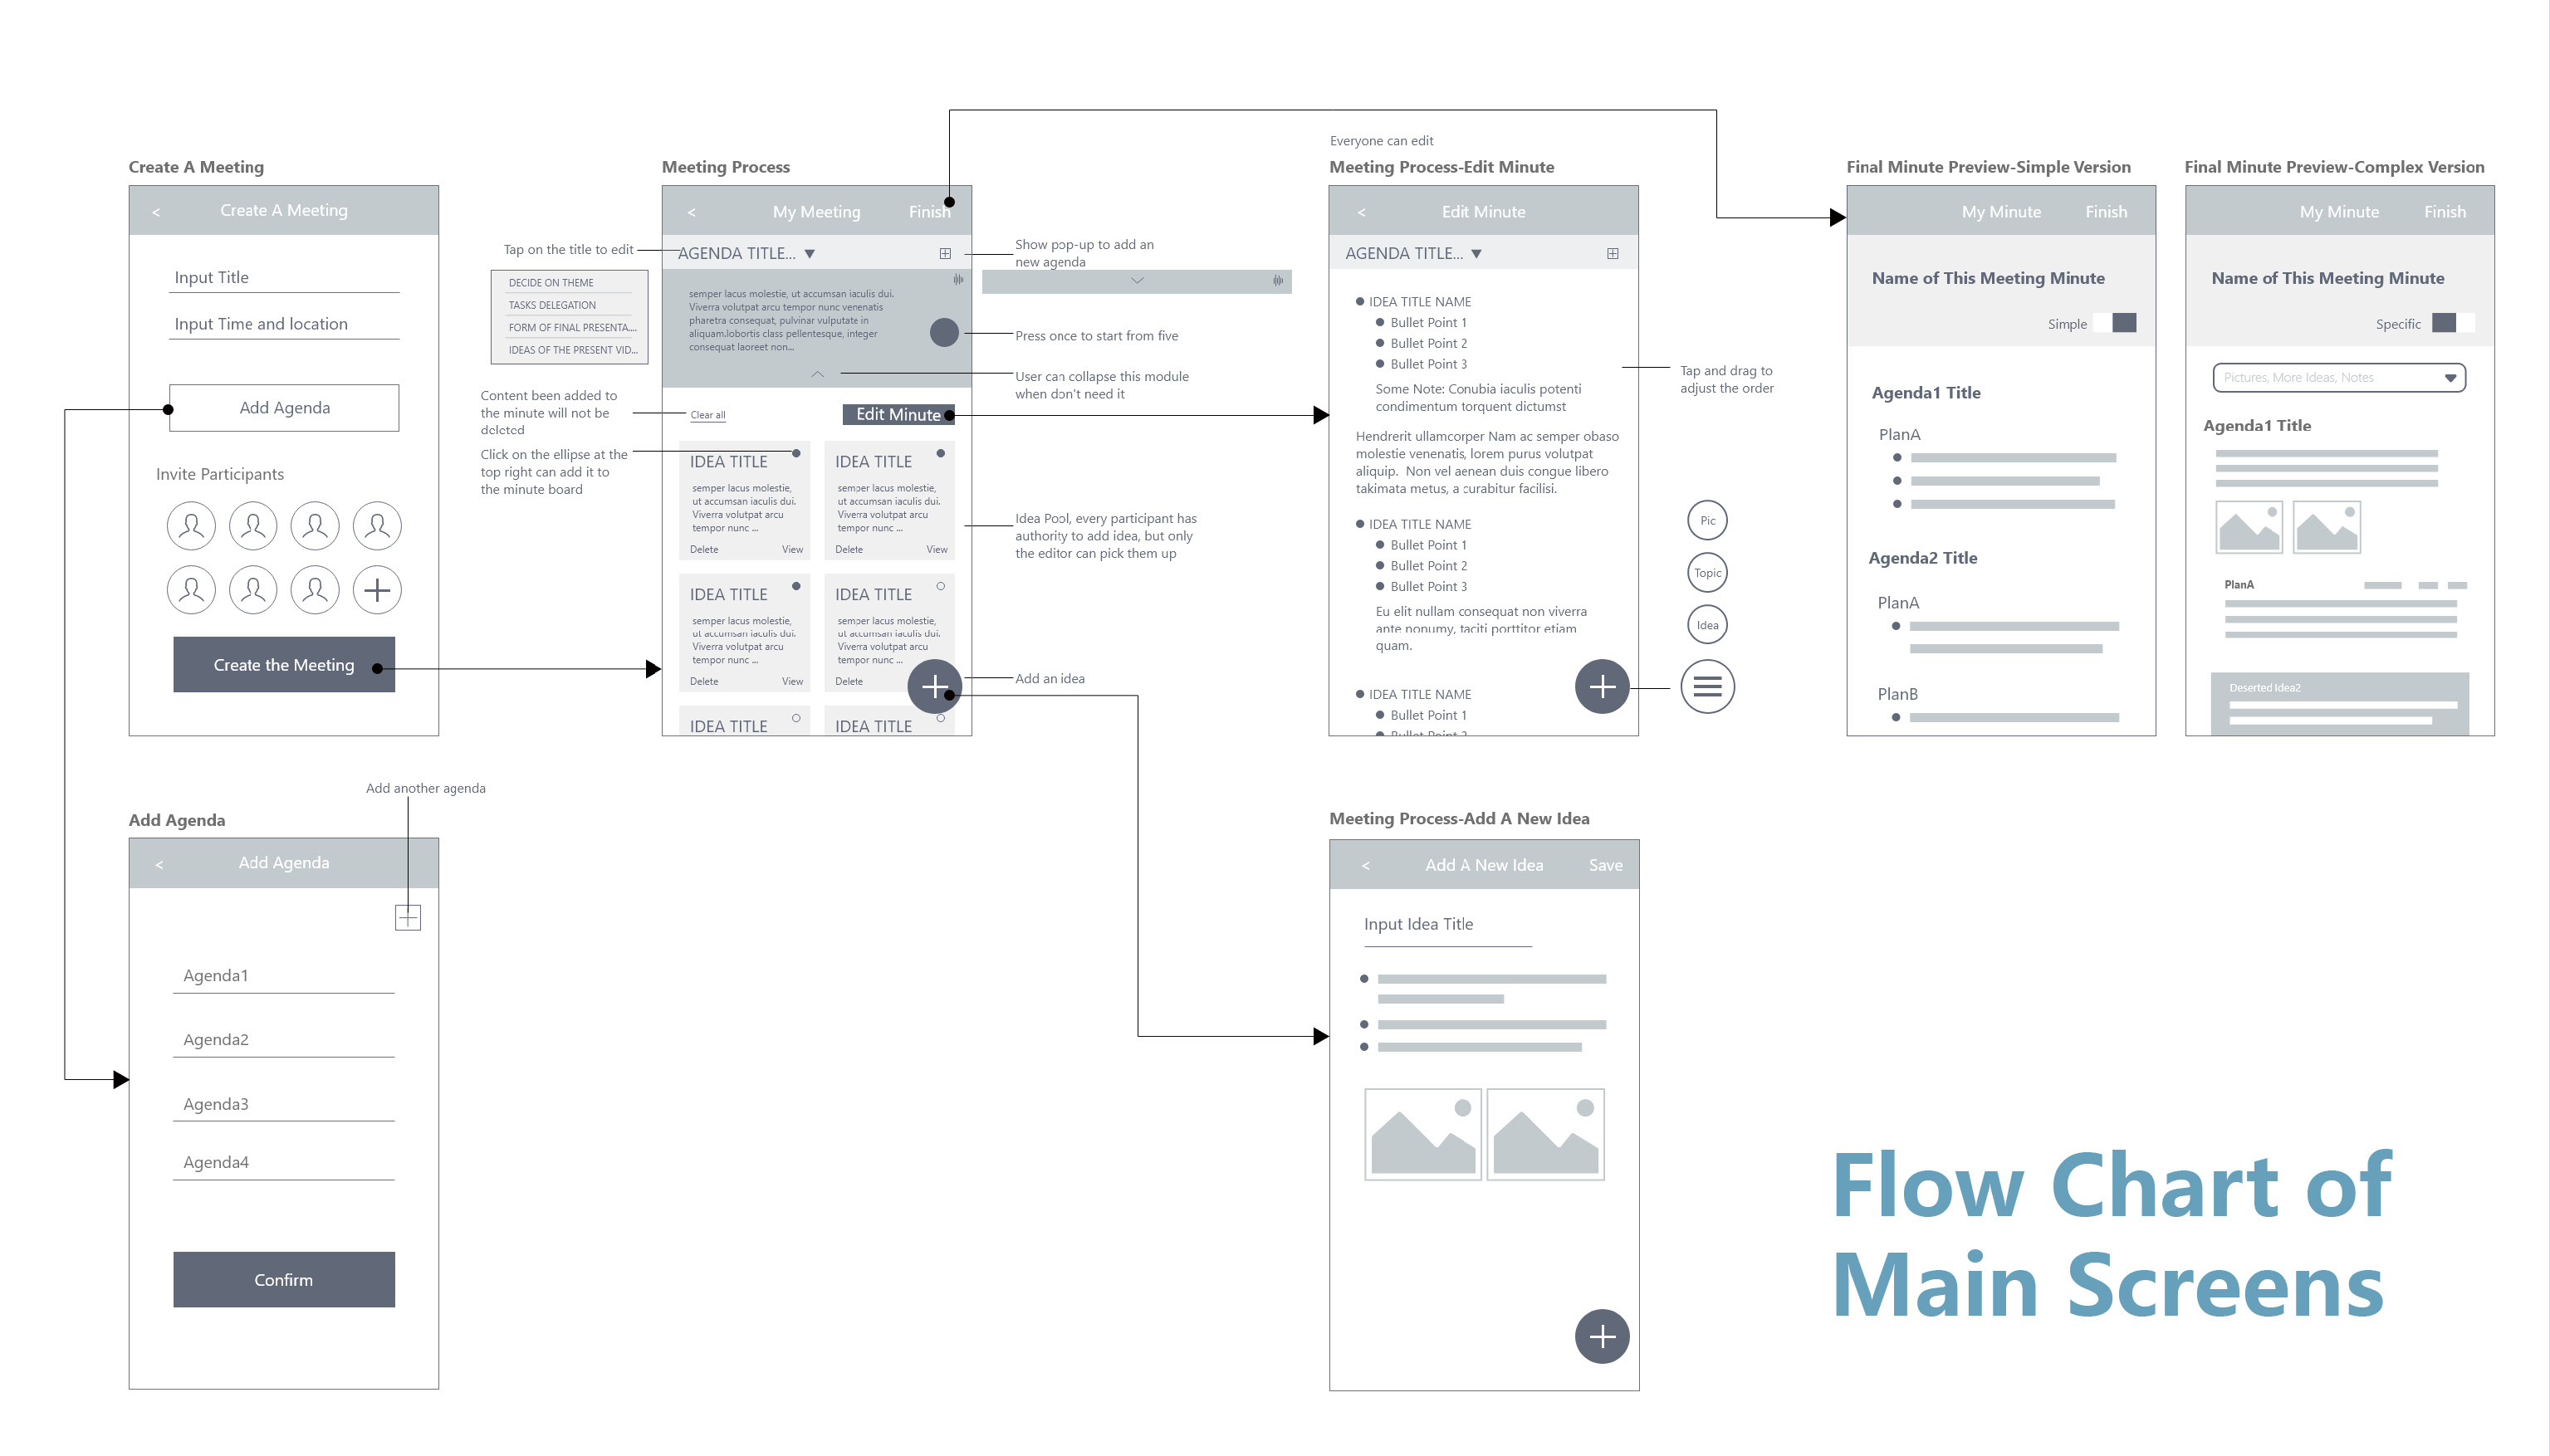 Everyone can edit
Create A Meeting
<
Create A Meeting
Input Title
Input Time and location
Add Agenda
Invite Participants
Create the Meeting
Meeting Process
<
My Meeting
Finish
Tap on the title to edit
AGENDA TITLE... ▼
DECIDE ON THEME
TASKS DELEGATION
FORM OF FINAL PRESENTA....
IDEAS OF THE PRESENT VID...
Show pop-up to add an
new agenda
semper lacus molestie, ut accumsan iaculis dui.
Viverra volutpat arcu tempor nunc venenatis
pharetra consequat, pulvinar vulputate in
aliquam.lobortis class pellentesque, integer
consequat laoreet non...
Press once to start from five
User can collapse this module
when don't need it
Content been added to
the minute will not be
deleted
Clear all
Edit Minute
Click on the ellipse at the
top right can add it to
the minute board
IDEA TITLE
semper lacus molestie,
ut accumsan iaculis dui.
Viverra volutpat arcu
tempor nunc ...
Delete
View
IDEA TITLE
semper lacus molestie,
ut accumsan iaculis dui.
Viverra volutpat arcu
tempor nunc ...
Delete
View
Idea Pool, every participant has
authority to add idea, but only
the editor can pick them up
IDEA TITLE
semper lacus molestie,
ut accumsan iaculis dui.
Viverra volutpat arcu
tempor nunc ...
Delete
View
IDEA TITLE
semper lacus molestie,
ut accumsan iaculis dui.
Viverra volutpat arcu
tempor nunc ...
Delete
Add an idea
IDEA TITLE
IDEA TITLE
Meeting Process-Edit Minute
<
Edit Minute
AGENDA TITLE... ▼
IDEA TITLE NAME
Bullet Point 1
Bullet Point 2
Bullet Point 3
Some Note: Conubia iaculis potenti
condimentum torquent dictumst
Hendrerit ullamcorper Nam ac semper obaso
molestie venenatis, lorem purus volutpat
aliquip.  Non vel aenean duis congue libero
takimata metus, a curabitur facilisi.
IDEA TITLE NAME
Bullet Point 1
Bullet Point 2
Bullet Point 3
Eu elit nullam consequat non viverra
ante nonumy, taciti porttitor etiam
quam.
IDEA TITLE NAME
Bullet Point 1
Bullet Point 2
Tap and drag to
adjust the order
Pic
Topic
Idea
Final Minute Preview-Simple Version
My Minute
Finish
Name of This Meeting Minute
Simple
Agenda1 Title
PlanA
Agenda2 Title
PlanA
PlanB
Final Minute Preview-Complex Version
My Minute
Finish
Name of This Meeting Minute
Specific
Pictures, More Ideas, Notes
Agenda1 Title
PlanA
Deserted Idea2
Add another agenda
Add Agenda
<
Add Agenda
Agenda1
Agenda2
Agenda3
Agenda4
Confirm
Meeting Process-Add A New Idea
<
Add A New Idea
Save
Input Idea Title
Flow Chart of
Main Screens